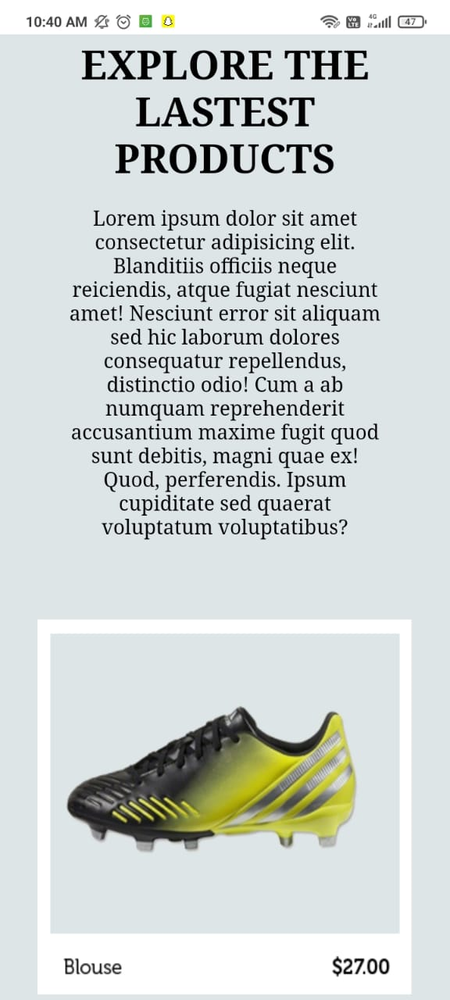 10:40 AM Vo LTE 4G 47
EXPLORE THE
LASTEST
PRODUCTS
Lorem ipsum dolor sit amet
consectetur adipisicing elit.
Blanditiis officiis neque
reiciendis, atque fugiat nesciunt
amet! Nesciunt error sit aliquam
sed hic laborum dolores
consequatur repellendus,
distinctio odio! Cum a ab
numquam reprehenderit
accusantium maxime fugit quod
sunt debitis, magni quae ex!
Quod, perferendis. Ipsum
cupiditate sed quaerat
voluptatum voluptatibus?
Blouse $27.00